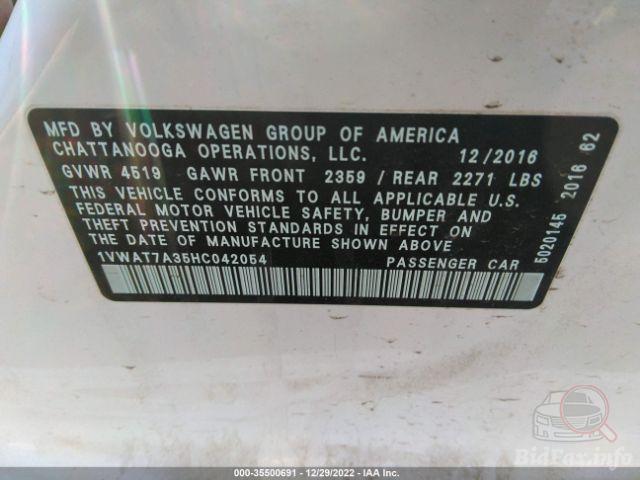 MFD BY VOLKSWAGEN GROUP OF AMERICA
CHATTANOOGA OPERATIONS, LLC. 12/2016
GVWR 4519 GAWR FRONT 2359 / REAR 2271 LBS
THIS VEHICLE CONFORMS TO ALL APPLICABLE U.S.
FEDERAL MOTOR VEHICLE SAFETY, BUMPER AND
THEFT PREVENTION STANDARDS IN EFFECT ON
THE DATE OF MANUFACTURE SHOWN ABOVE
1VWAT7A35HC042054 PASSENGER CAR
5020145 2016 62
BidFax.info
000-35500691 - 12/29/2022 - IAA Inc.